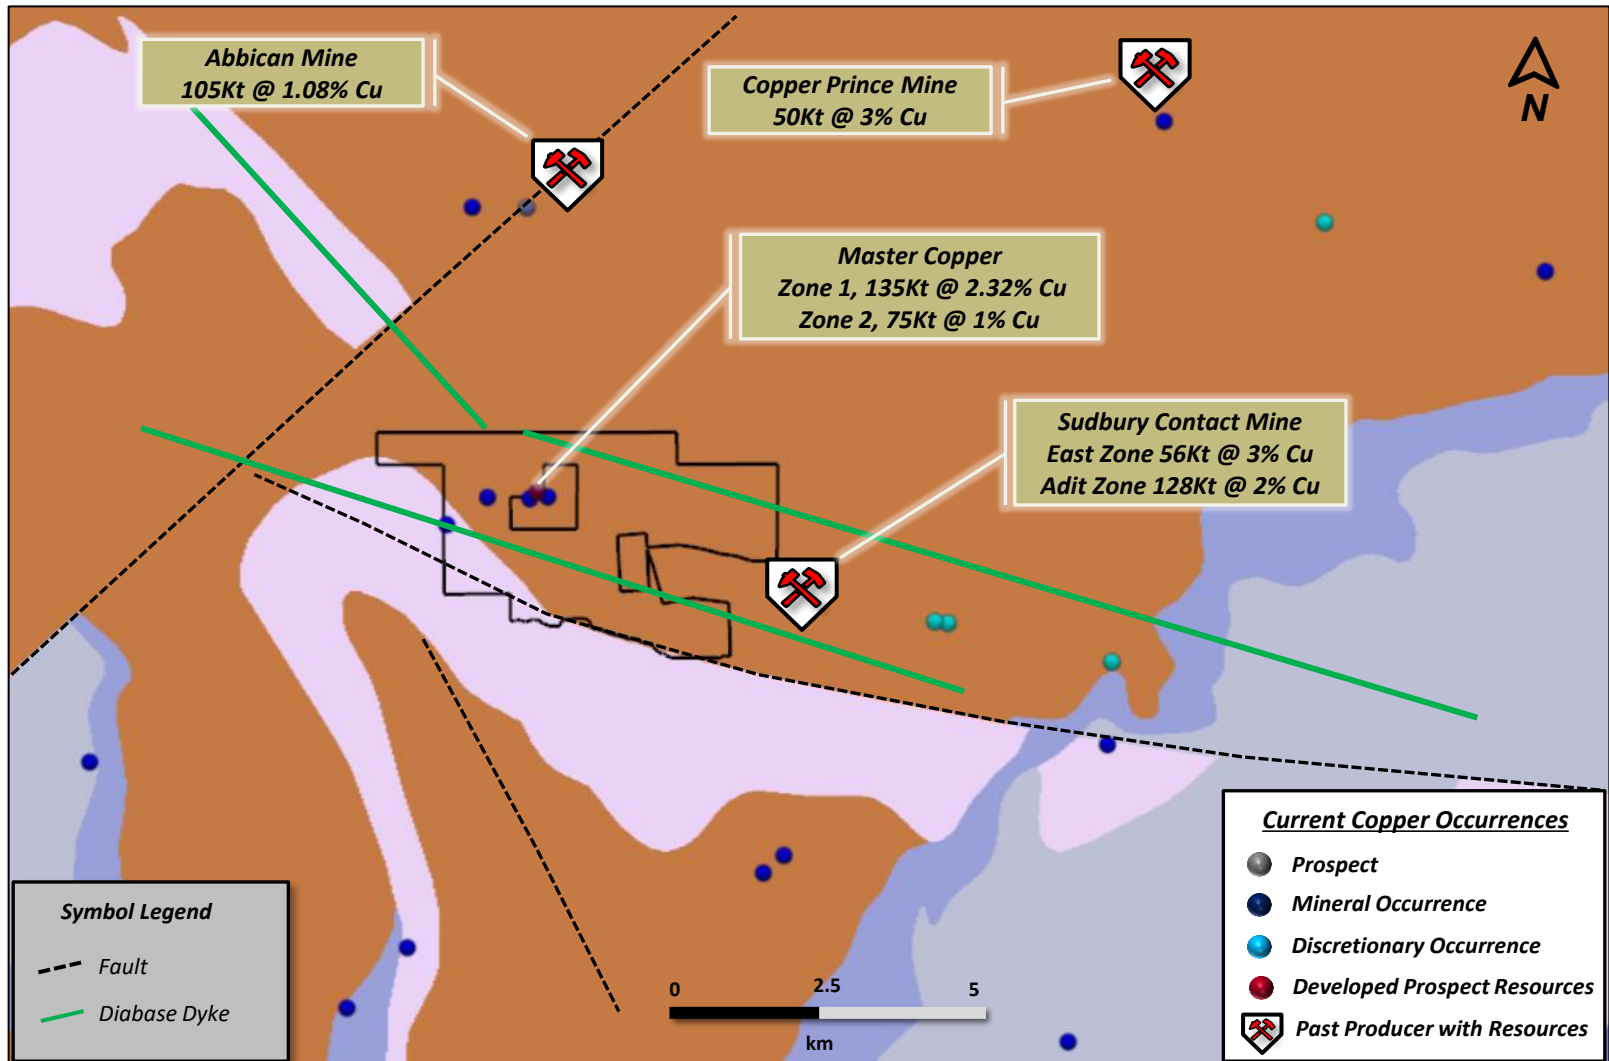 Abbican Mine
105Kt @ 1.08% Cu
Copper Prince Mine
50Kt @ 3% Cu
N
Master Copper
Zone 1, 135Kt @ 2.32% Cu
Zone 2, 75Kt @ 1% Cu
Sudbury Contact Mine
East Zone 56Kt @ 3% Cu
Adit Zone 128Kt @ 2% Cu
Symbol Legend
Fault
Diabase Dyke
0 2.5 5
km
Current Copper Occurrences
Prospect
Mineral Occurrence
Discretionary Occurrence
Developed Prospect Resources
Past Producer with Resources